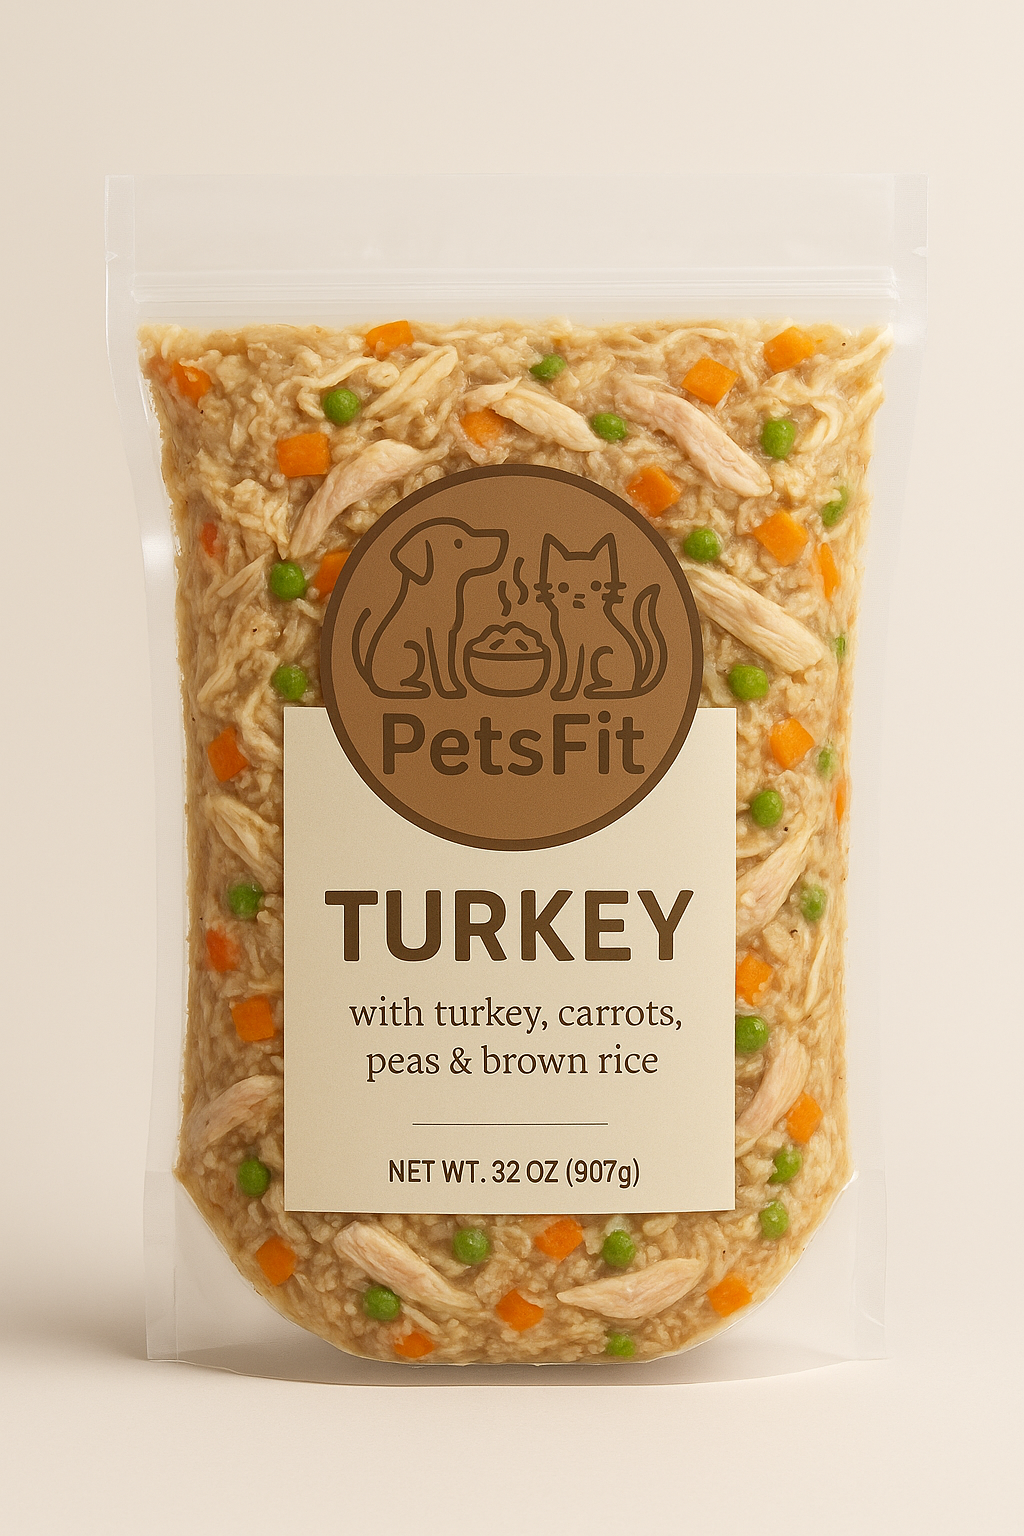 PetsFit
TURKEY
with turkey, carrots,
peas & brown rice
NET WT. 32 OZ (907g)